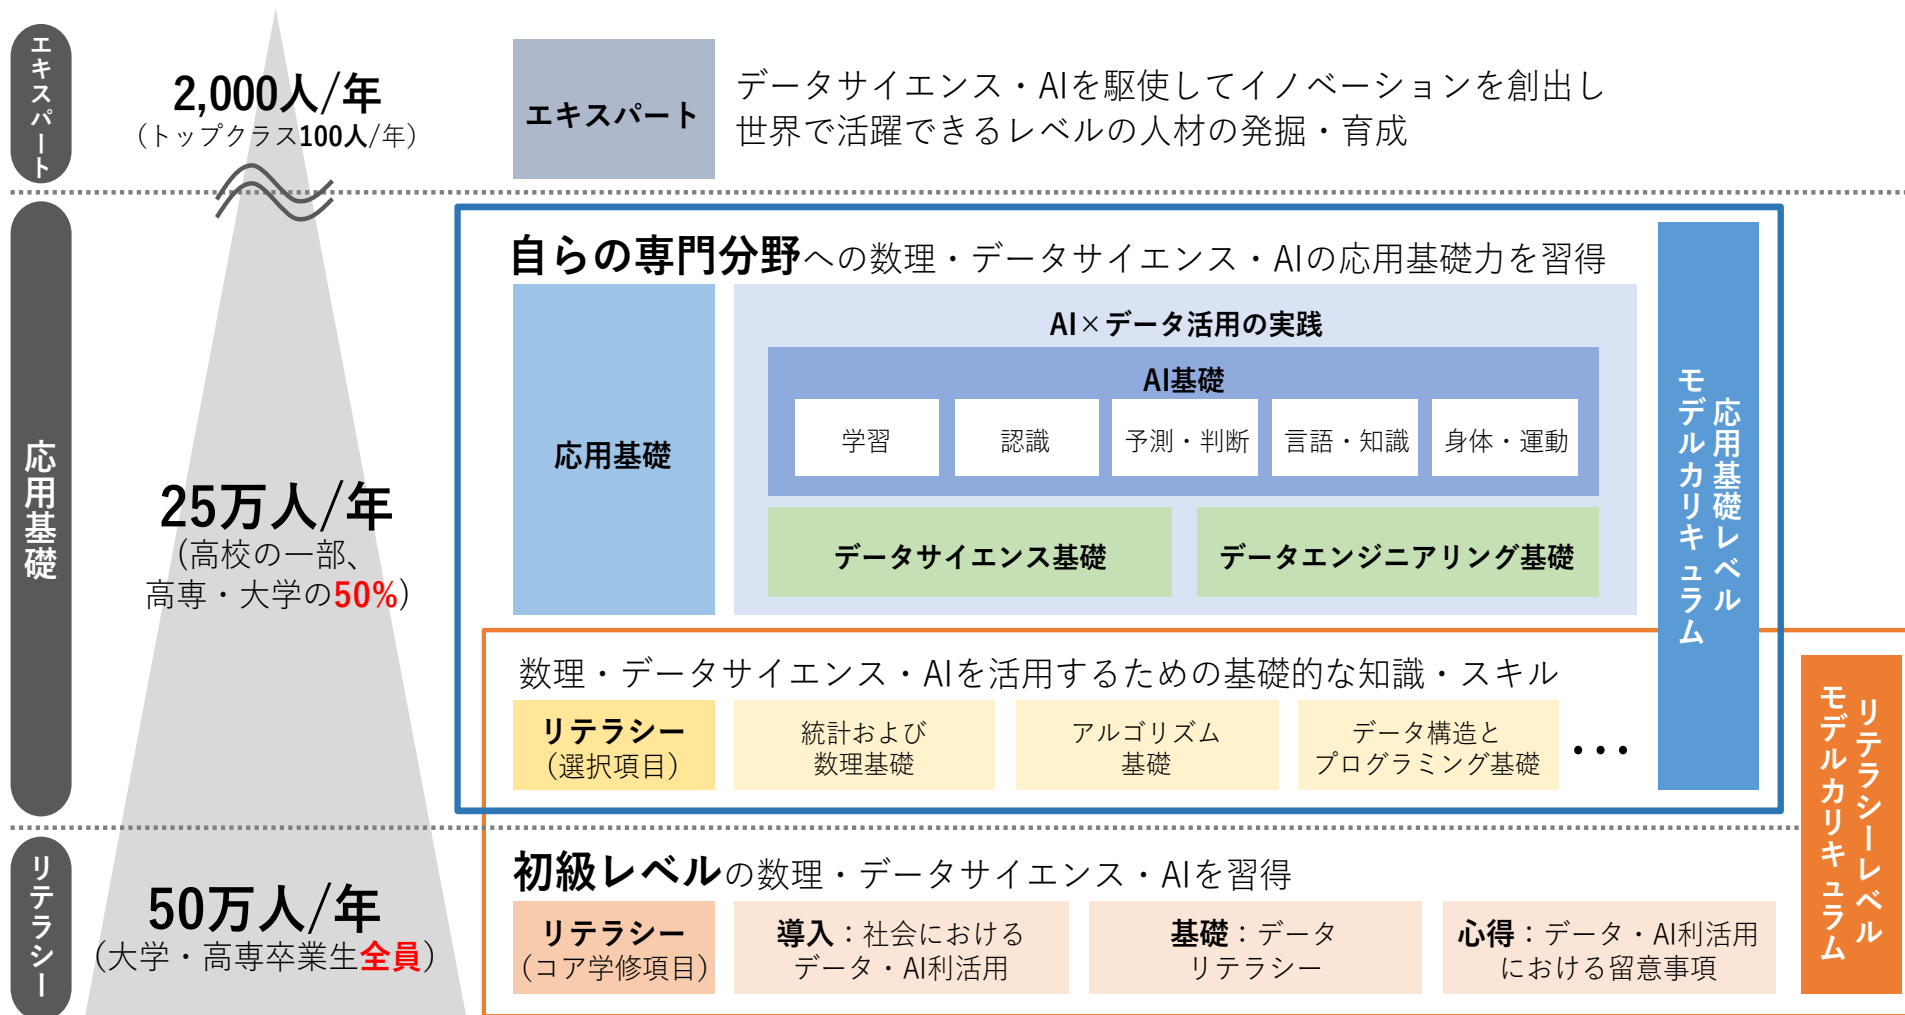 エキスパート
2,000人/年
（トップクラス100人/年）
エキスパート
データサイエンス・AIを駆使してイノベーションを創出し
世界で活躍できるレベルの人材の発掘・育成
応用基礎
25万人/年
（高校の一部、
高専・大学の50%）
自らの専門分野への数理・データサイエンス・AIの応用基礎力を習得
応用基礎
AI×データ活用の実践
AI基礎
学習
認識
予測・判断
言語・知識
身体・運動
データサイエンス基礎
データエンジニアリング基礎
応用基礎レベル
モデルカリキュラム
数理・データサイエンス・AIを活用するための基礎的な知識・スキル
リテラシー
（選択項目）
統計および
数理基礎
アルゴリズム
基礎
データ構造と
プログラミング基礎
・・・
リテラシーレベル
モデルカリキュラム
リテラシー
50万人/年
（大学・高専卒業生全員）
初級レベルの数理・データサイエンス・AIを習得
リテラシー
（コア学修項目）
導入：社会における
データ・AI利活用
基礎：データ
リテラシー
心得：データ・AI利活用
における留意事項